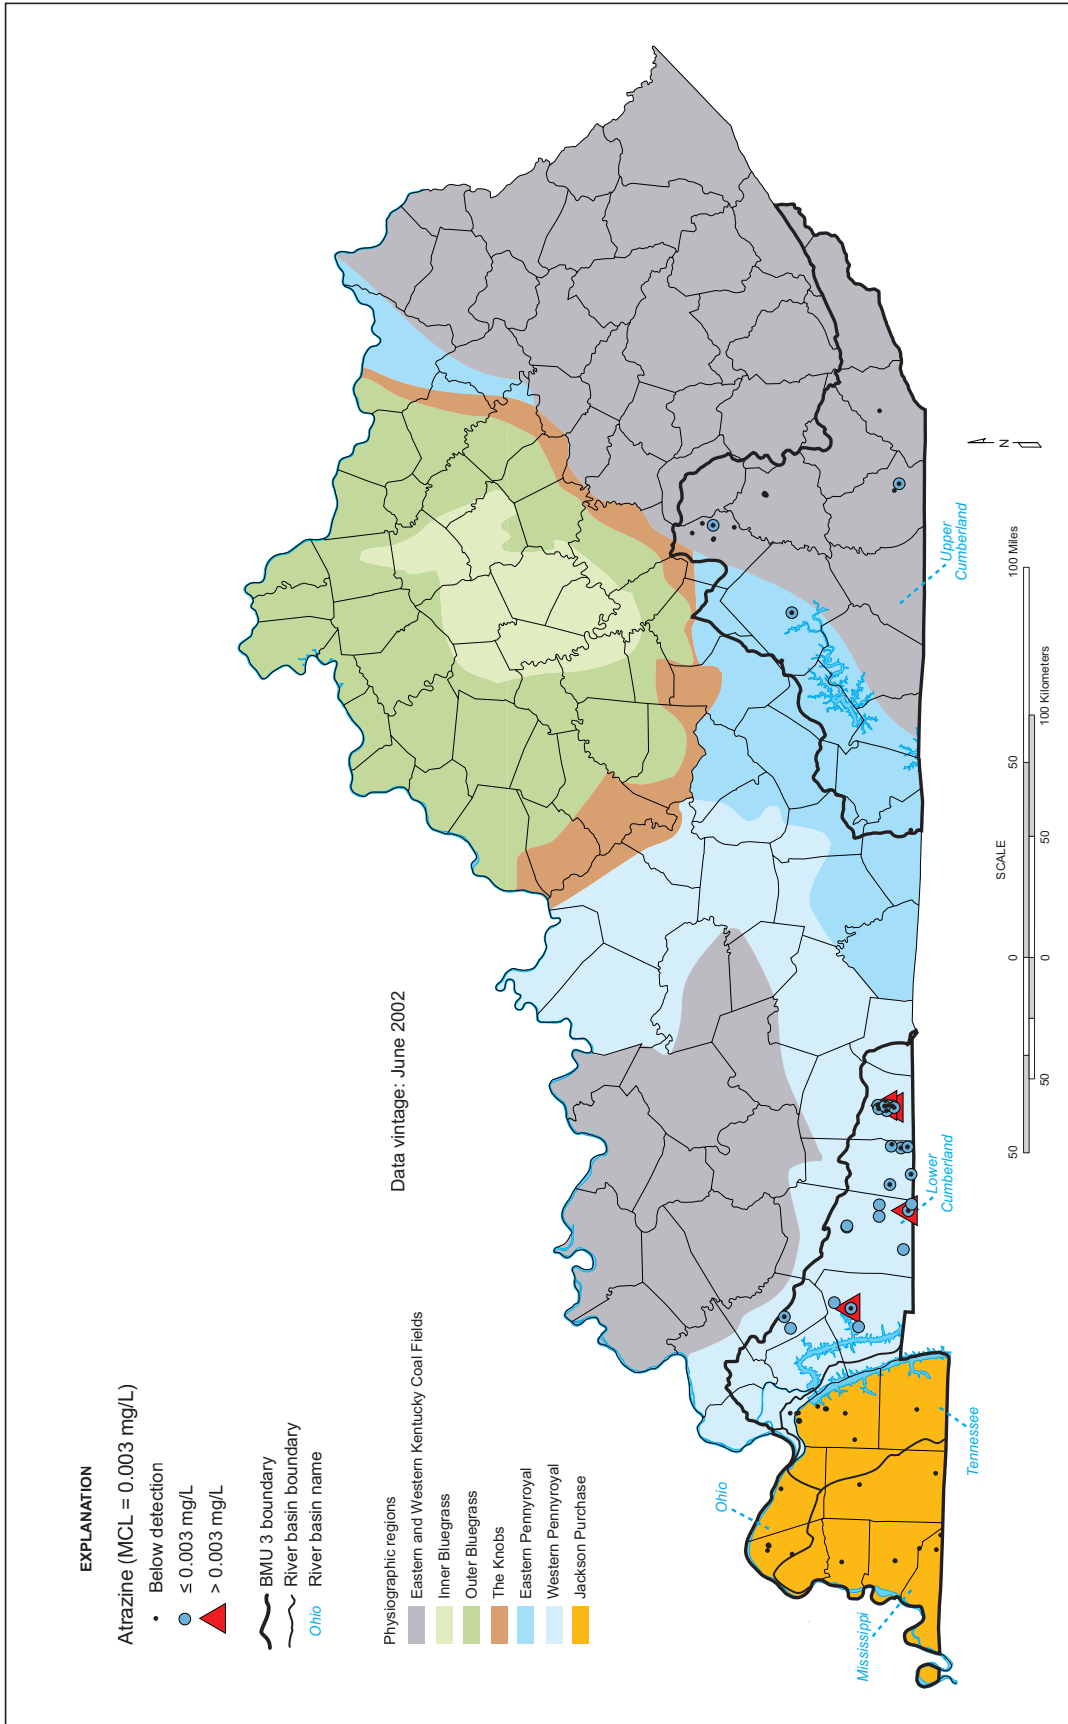 EXPLANATION
Atrazine (MCL = 0.003 mg/L)
Below detection
≤ 0.003 mg/L
> 0.003 mg/L
BMU 3 boundary
River basin boundary
Ohio River basin name
Physiographic regions
Eastern and Western Kentucky Coal Fields
Inner Bluegrass
Outer Bluegrass
The Knobs
Eastern Pennyroyal
Western Pennyroyal
Jackson Purchase
Data vintage: June 2002
Ohio
Mississippi
Tennessee
Lower
Cumberland
Upper
Cumberland
N
SCALE
50 0 50 100 Miles
50 0 50 100 Kilometers